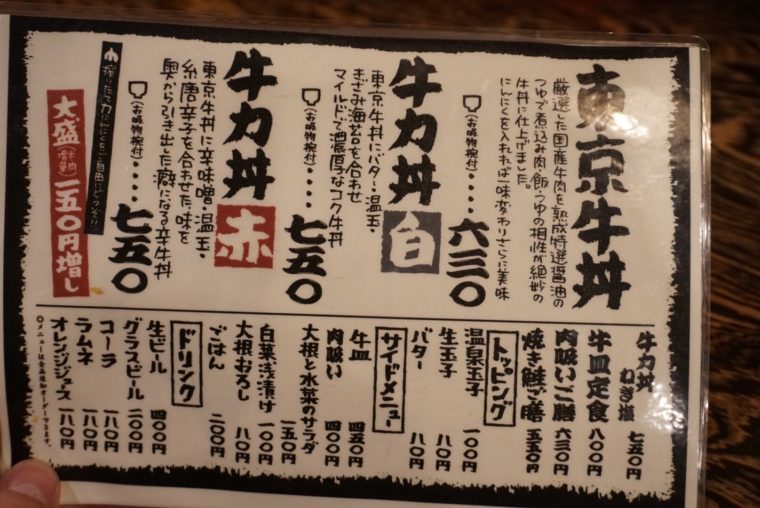 東京牛丼
厳選した国産牛肉を熟成特選醤油の
つゆで煮込み肉・飯・つゆの相性が絶妙の
牛丼に仕上げました。
にんにくを入れれば一味変わりさらに美味
(お味噌椀付)・・・・六三〇
牛力丼 白
東京牛丼にバター・温玉・
きざみ海苔を合わせ
マイルドで濃厚なコク牛丼
(お味噌椀付)・・・・七五〇
牛力丼 赤
東京牛丼に辛味噌・温玉・
糸唐辛子を合わせた味を
奥から引き出した癖になる辛牛丼
(お味噌椀付)・・・・七五〇
大盛 一五〇円増し
牛力丼
ねぎ塩 七五〇円
牛皿定食 八〇〇円
肉吸いご膳 六三〇円
焼き鮭ご膳 五五〇円
トッピング
温泉玉子 一〇〇円
生玉子 八〇円
バター 八〇円
サイドメニュー
牛皿 四五〇円
肉吸い 四〇〇円
大根と水菜のサラダ 一五〇円
白菜浅漬け 一〇〇円
大根おろし 八〇円
ごはん 二〇〇円
ドリンク
生ビール 四〇〇円
グラスビール 二〇〇円
コーラ 一八〇円
ラムネ 一八〇円
オレンジジュース 一八〇円